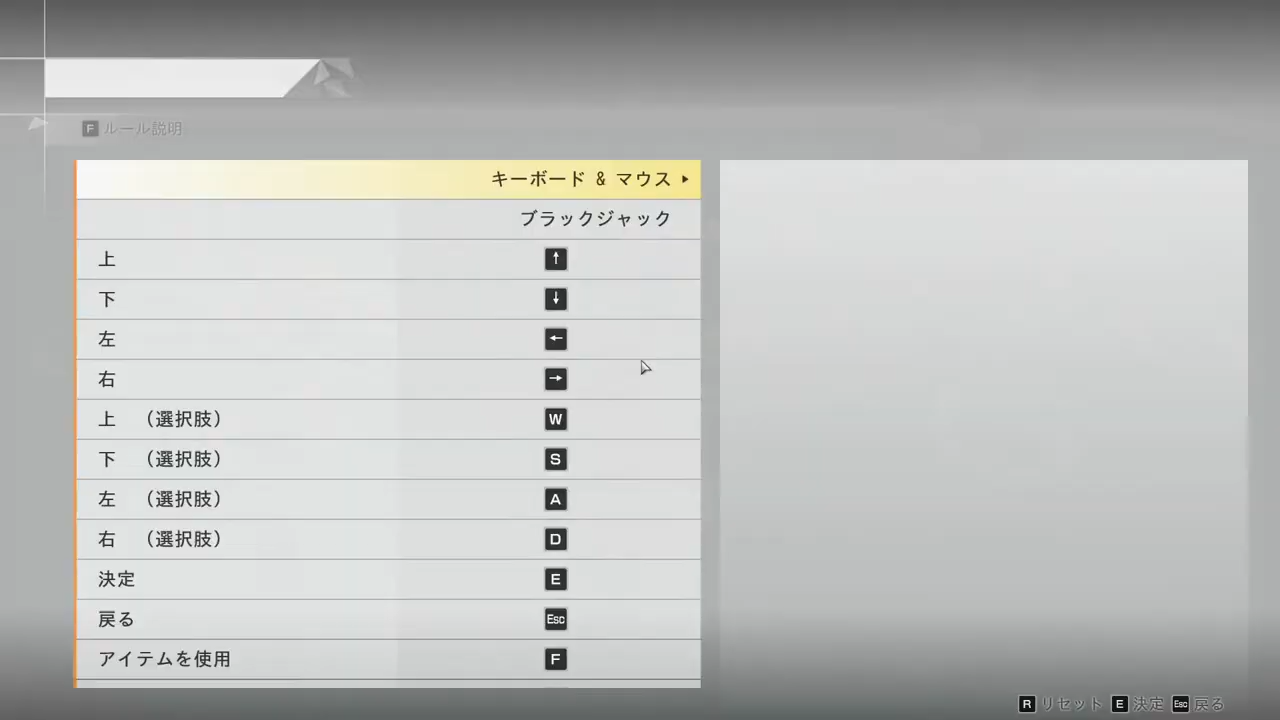 F ルール説明
キーボード & マウス ▸
ブラックジャック
上 ↑
下 ↓
左 ←
右 →
上 （選択肢） W
下 （選択肢） S
左 （選択肢） A
右 （選択肢） D
決定 E
戻る Esc
アイテムを使用 F
R リセット E 決定 Esc 戻る